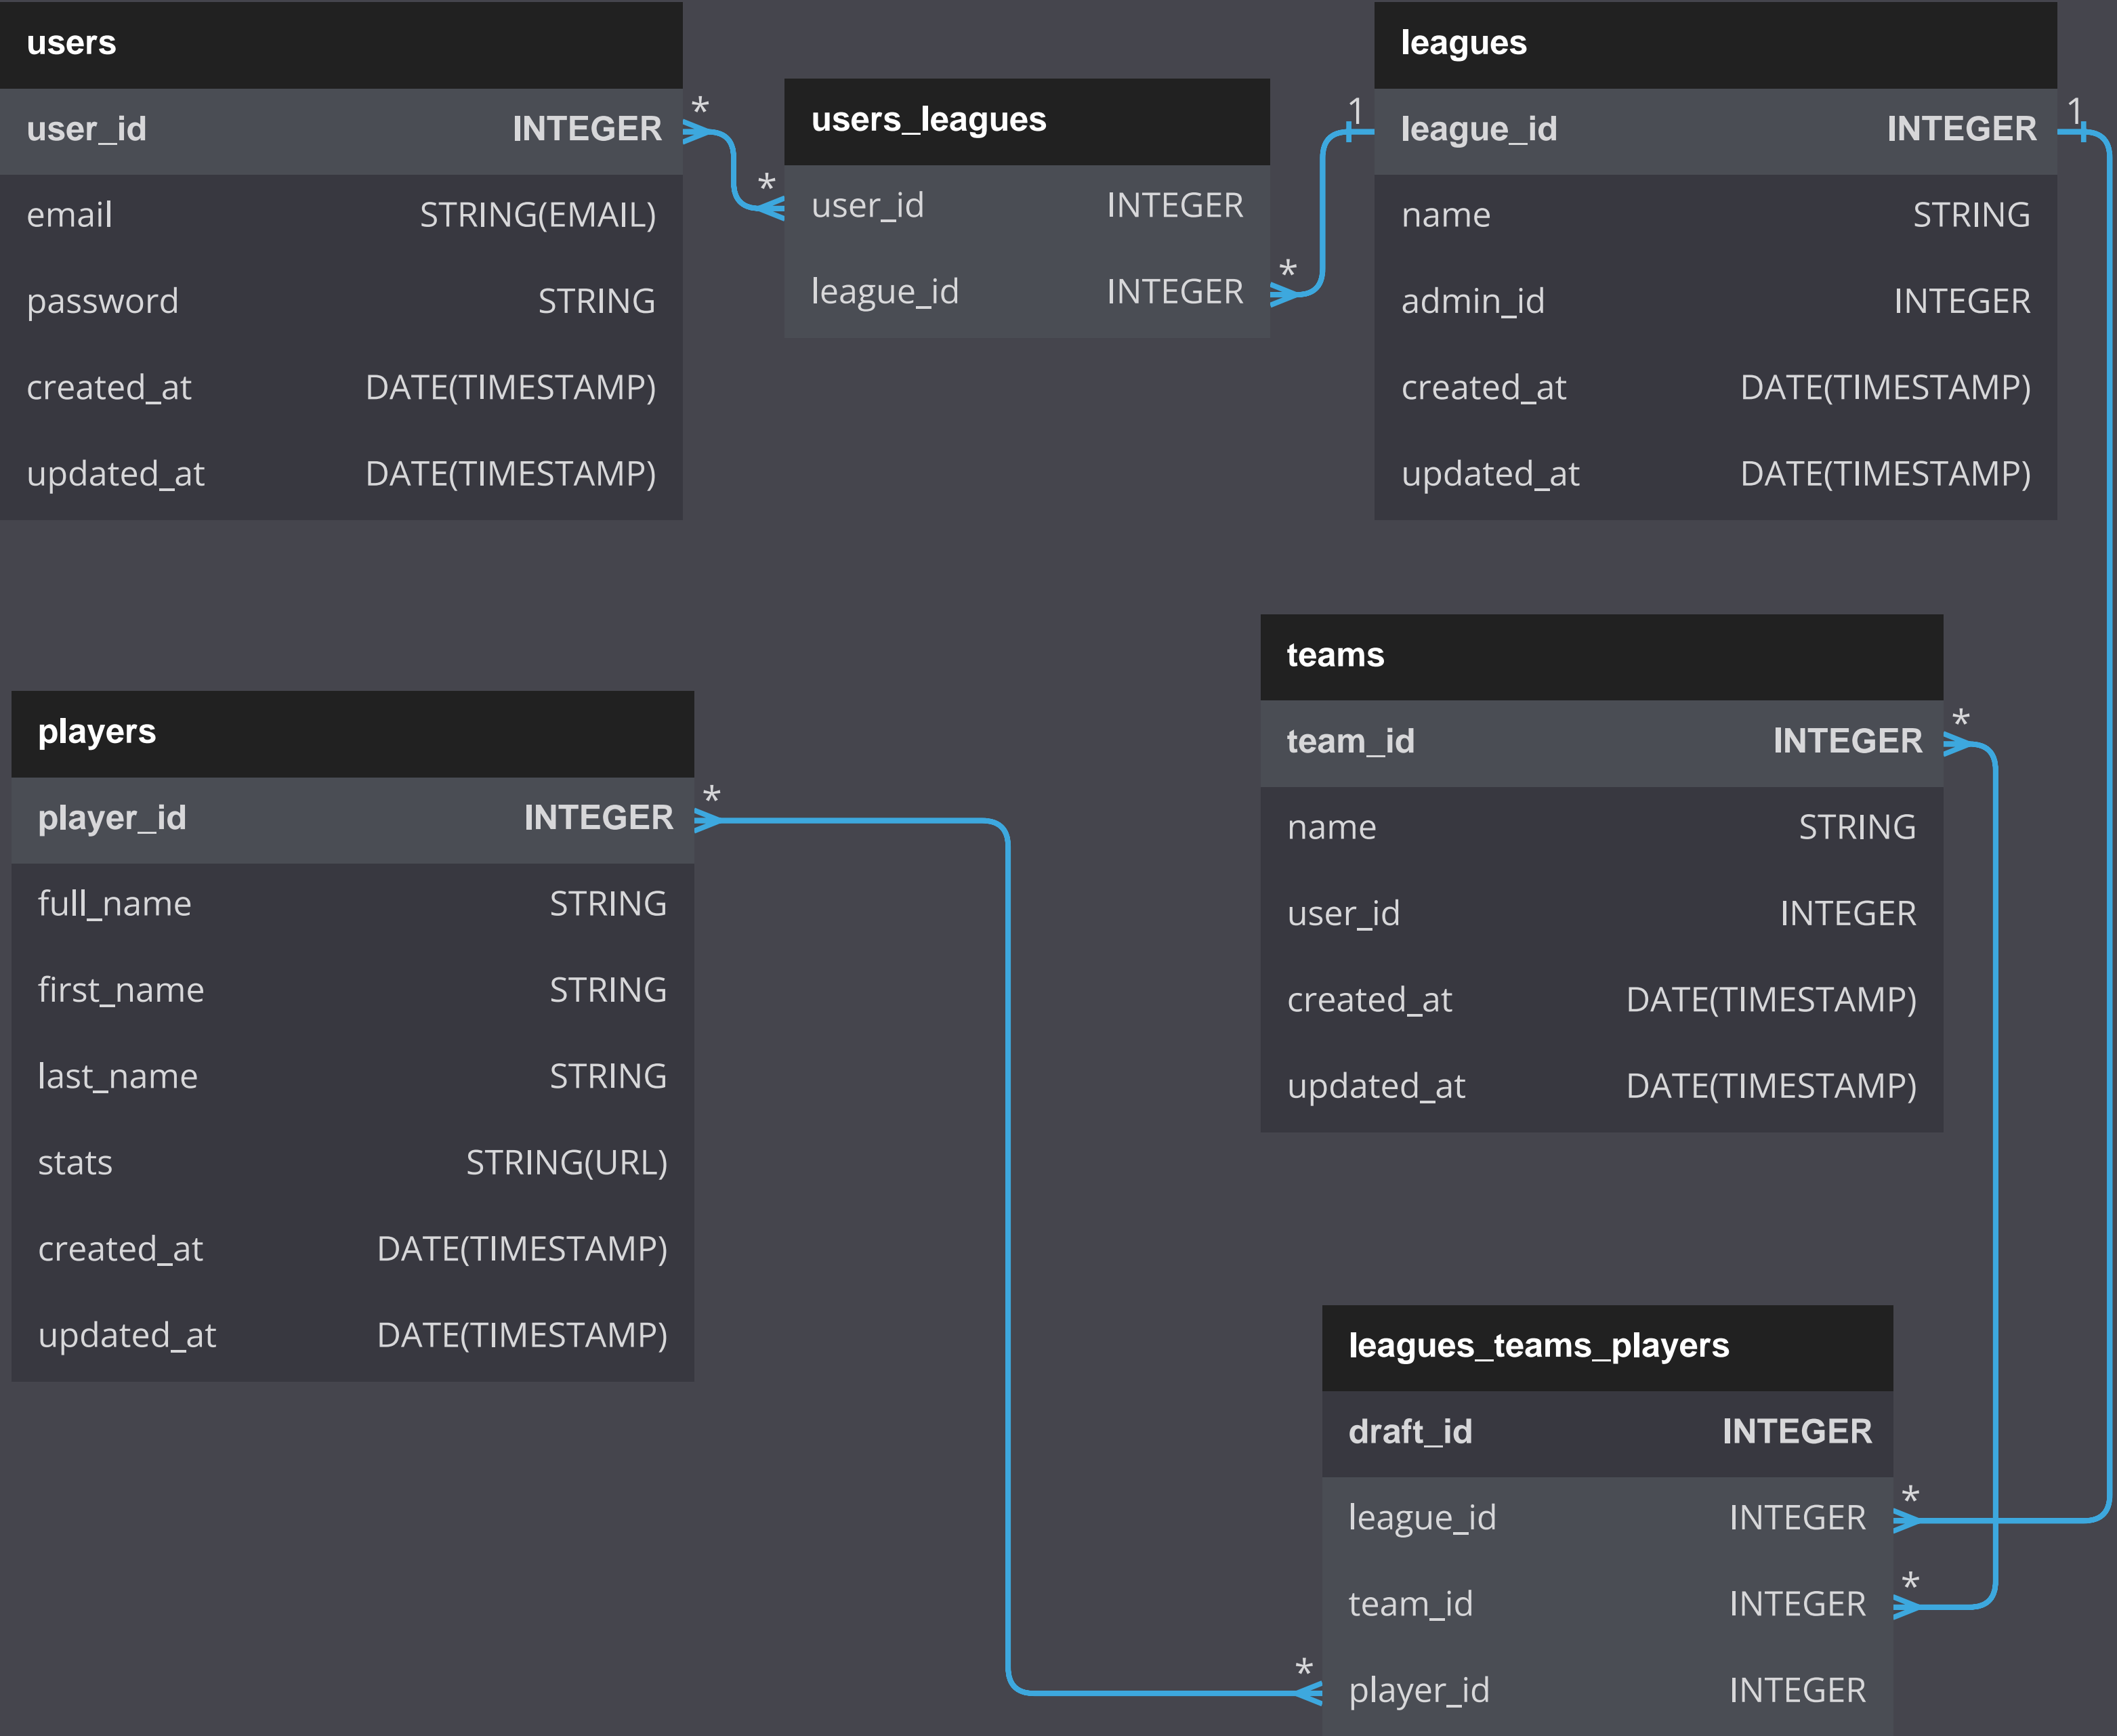 users
user_id INTEGER
email STRING(EMAIL)
password STRING
created_at DATE(TIMESTAMP)
updated_at DATE(TIMESTAMP)
*
*
users_leagues
user_id INTEGER
league_id INTEGER
*
1
leagues
league_id INTEGER
name STRING
admin_id INTEGER
created_at DATE(TIMESTAMP)
updated_at DATE(TIMESTAMP)
1
players
player_id INTEGER
full_name STRING
first_name STRING
last_name STRING
stats STRING(URL)
created_at DATE(TIMESTAMP)
updated_at DATE(TIMESTAMP)
*
teams
team_id INTEGER
name STRING
user_id INTEGER
created_at DATE(TIMESTAMP)
updated_at DATE(TIMESTAMP)
*
leagues_teams_players
draft_id INTEGER
league_id INTEGER
*
team_id INTEGER
*
*
player_id INTEGER